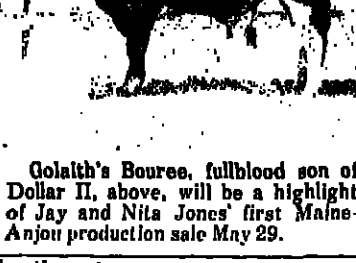 Golaith's Bouree, fullblood son of
Dollar II, above, will be a highlight
of Jay and Nita Jones' first Maine-
Anjou production sale May 29.